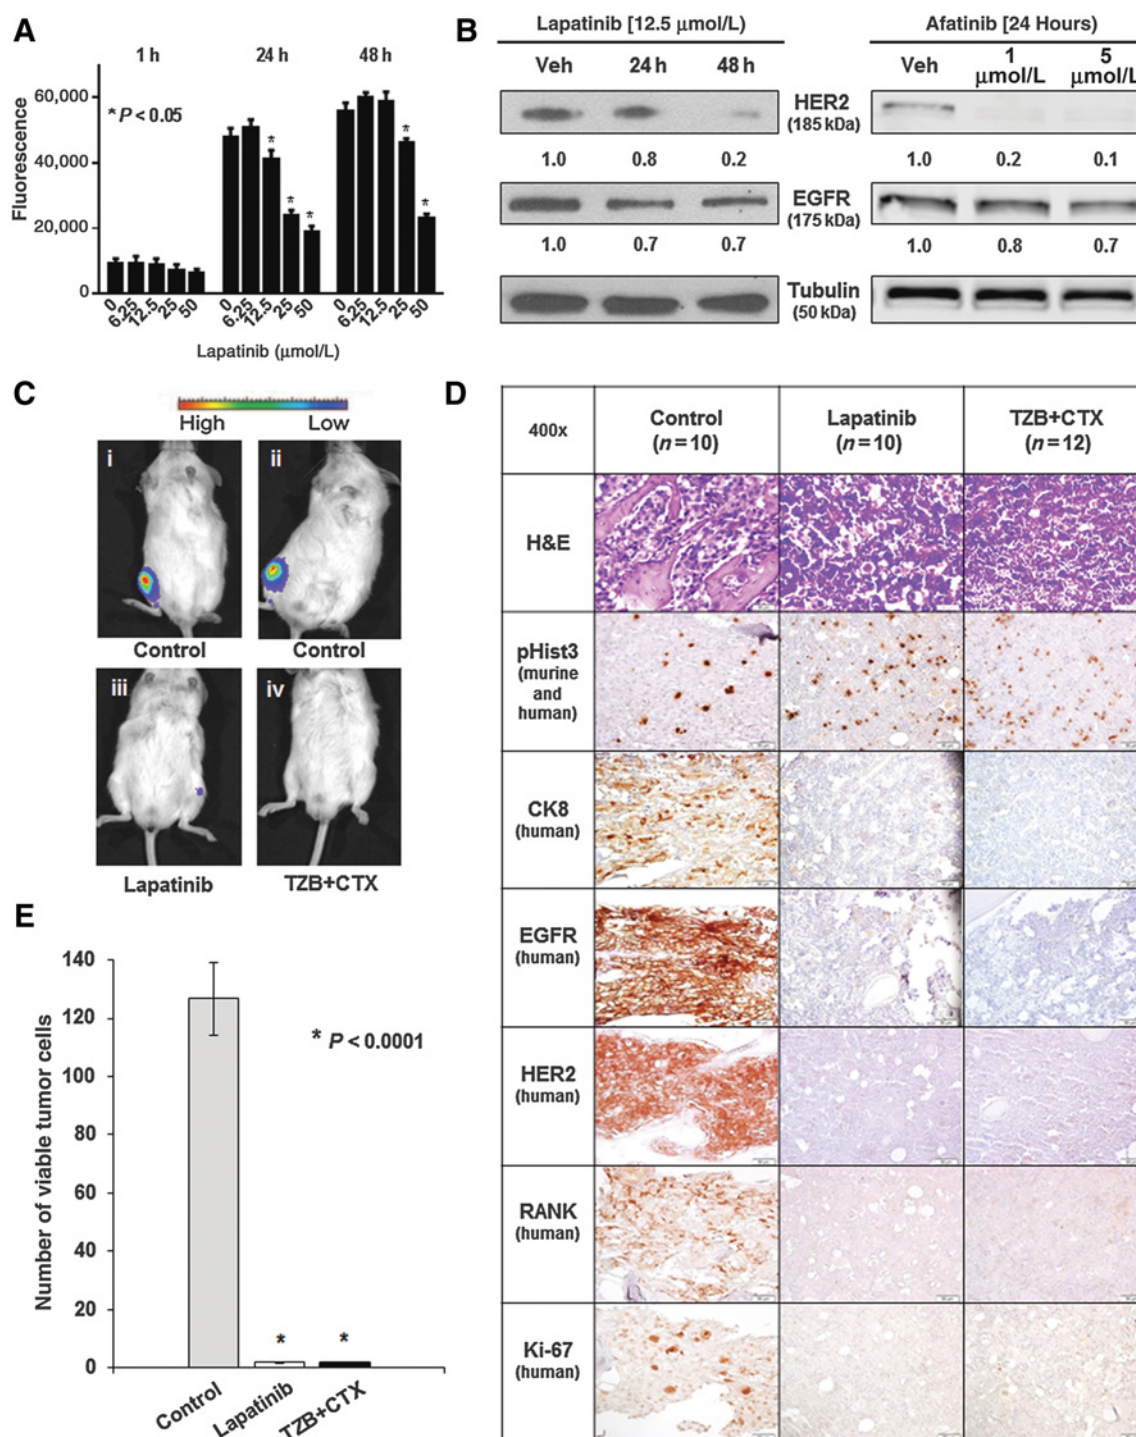 A
1 h 24 h 48 h
* P < 0.05
60,000
40,000
20,000
0
Fluorescence
0 6.25 12.5 25 50 0 6.25 12.5 25 50 0 6.25 12.5 25 50
Lapatinib (μmol/L)
B
Lapatinib [12.5 μmol/L) Afatinib [24 Hours)
Veh 24 h 48 h Veh 1 μmol/L 5 μmol/L
HER2
(185 kDa)
1.0 0.8 0.2 1.0 0.2 0.1
EGFR
(175 kDa)
1.0 0.7 0.7 1.0 0.8 0.7
Tubulin
(50 kDa)
C
High Low
i ii
Control Control
iii iv
Lapatinib TZB+CTX
D
400x Control Lapatinib TZB+CTX
(n = 10) (n = 10) (n = 12)
H&E
pHist3
(murine
and
human)
CK8
(human)
EGFR
(human)
HER2
(human)
RANK
(human)
Ki-67
(human)
E
140
120
100
80
60
40
20
0
Number of viable tumor cells
* P < 0.0001
* *
Control Lapatinib TZB+CTX